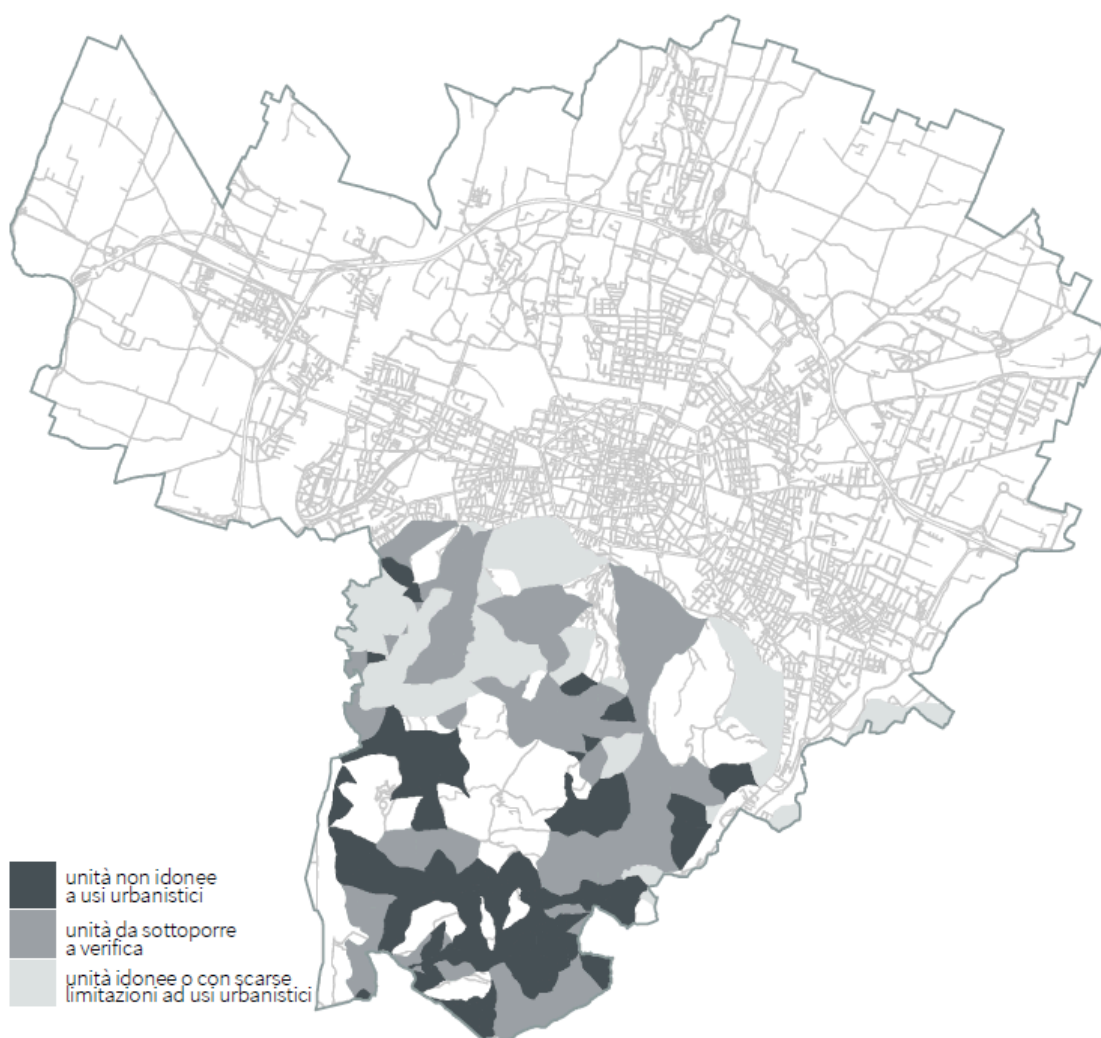 unità non idonee
a usi urbanistici
unità da sottoporre
a verifica
unità idonee o con scarse
limitazioni ad usi urbanistici